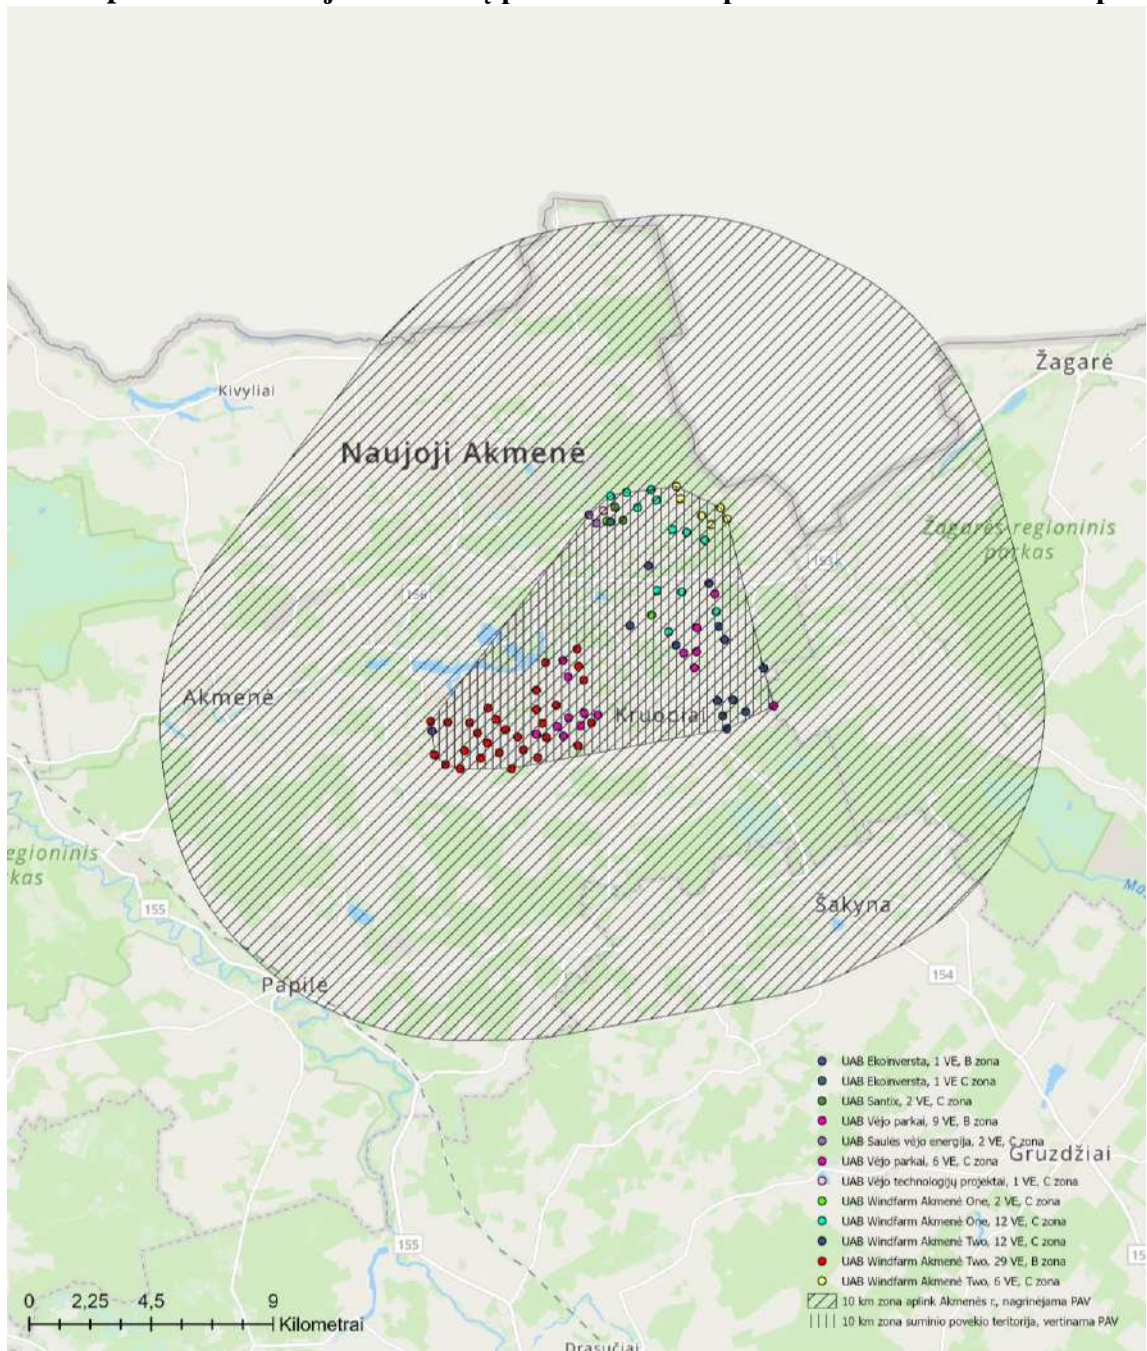 Kivyliai
Žagarė
Naujoji Akmenė
Žagarės regioninis
parkas
153
156
Akmenė
Kruopiai
egioninis
kas
155
Šakyna
154
Papilė
UAB Ekoinversta, 1 VE, B zona
UAB Ekoinversta, 1 VE C zona
UAB Santix, 2 VE, C zona
UAB Vėjo parkai, 9 VE, B zona
UAB Saulės vėjo energija, 2 VE, C zona
Gruzdžiai
UAB Vėjo parkai, 6 VE, C zona
UAB Vėjo technologijų projektai, 1 VE, C zona
UAB Windfarm Akmenė One, 2 VE, C zona
UAB Windfarm Akmenė One, 12 VE, C zona
155
UAB Windfarm Akmenė Two, 12 VE, C zona
15
UAB Windfarm Akmenė Two, 29 VE, B zona
UAB Windfarm Akmenė Two, 6 VE, C zona
10 km zona aplink Akmenės r., nagrinėjama PAV
10 km zona suminio povekio teritorija, vertinama PAV
0 2,25 4,5 9
Kilometrai
Drasučiai